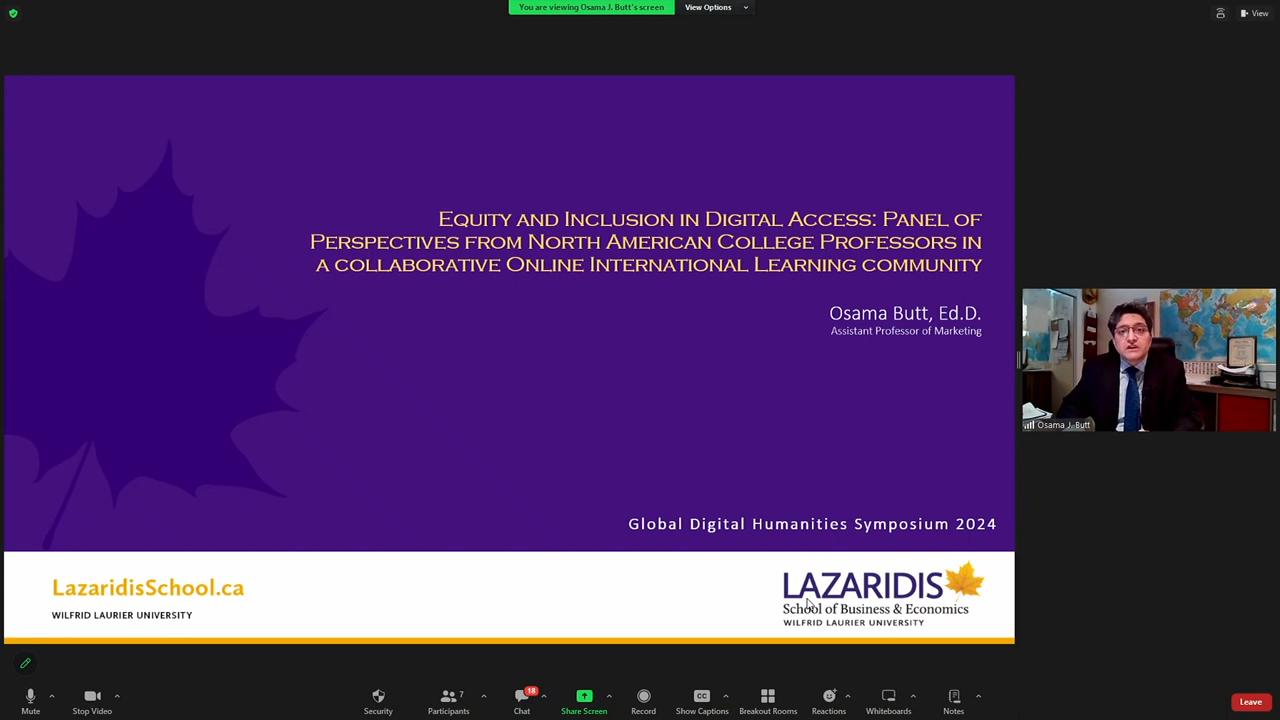 You are viewing Osama J. Butt's screen
View Options
View
Equity and Inclusion in Digital Access: Panel of
Perspectives from North American College Professors in
a collaborative Online International Learning community
Osama Butt, Ed.D.
Assistant Professor of Marketing
Global Digital Humanities Symposium 2024
LazaridisSchool.ca
WILFRID LAURIER UNIVERSITY
LAZARIDIS
School of Business & Economics
WILFRID LAURIER UNIVERSITY
Osama J. Butt
Mute
Stop Video
Security
Participants
7
Chat
18
Share Screen
Record
CC
Show Captions
Breakout Rooms
Reactions
Whiteboards
Notes
Leave